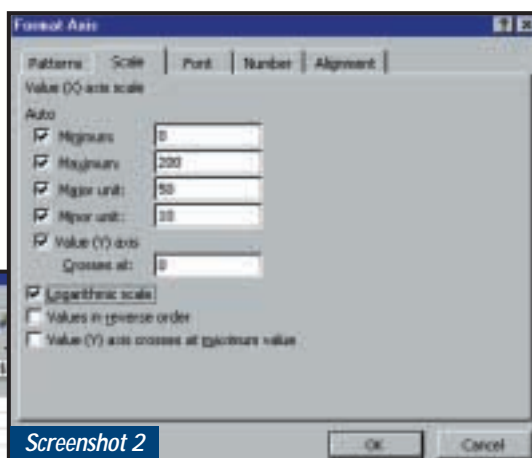 Format Axis
Patterns Scale Font Number Alignment
Value (X) axis scale
Auto
Minimum: 0
Maximum: 200
Major unit: 50
Minor unit: 10
Value (Y) axis
Crosses at: 0
Logarithmic scale
Values in reverse order
Value (Y) axis crosses at maximum value
Screenshot 2
OK Cancel